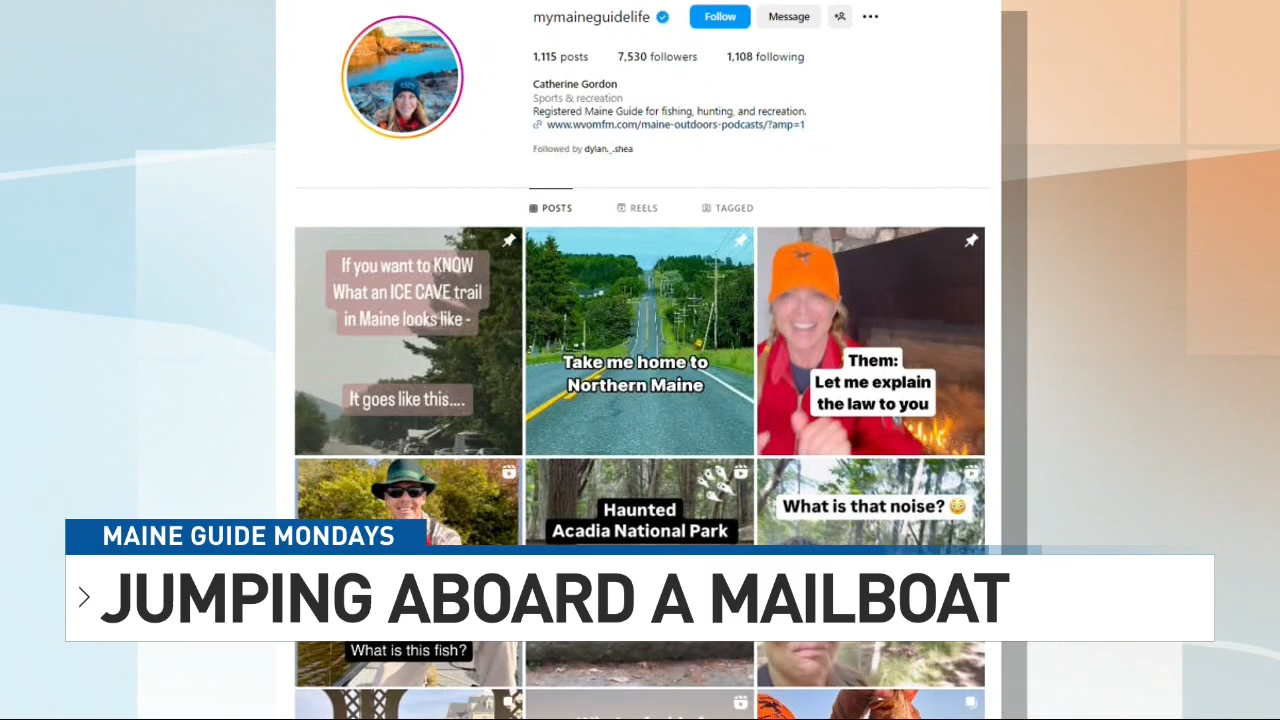 mymaineguidelife
Follow
Message
1,115 posts 7,530 followers 1,108 following
Catherine Gordon
Sports & recreation
Registered Maine Guide for fishing, hunting, and recreation.
www.wvomfm.com/maine-outdoors-podcasts/?amp=1
Followed by dylan._.shea
POSTS REELS TAGGED
If you want to KNOW
What an ICE CAVE trail
in Maine looks like -
It goes like this....
Take me home to
Northern Maine
Them:
Let me explain
the law to you
Haunted
Acadia National Park
What is that noise? 😳
MAINE GUIDE MONDAYS
JUMPING ABOARD A MAILBOAT
What is this fish?